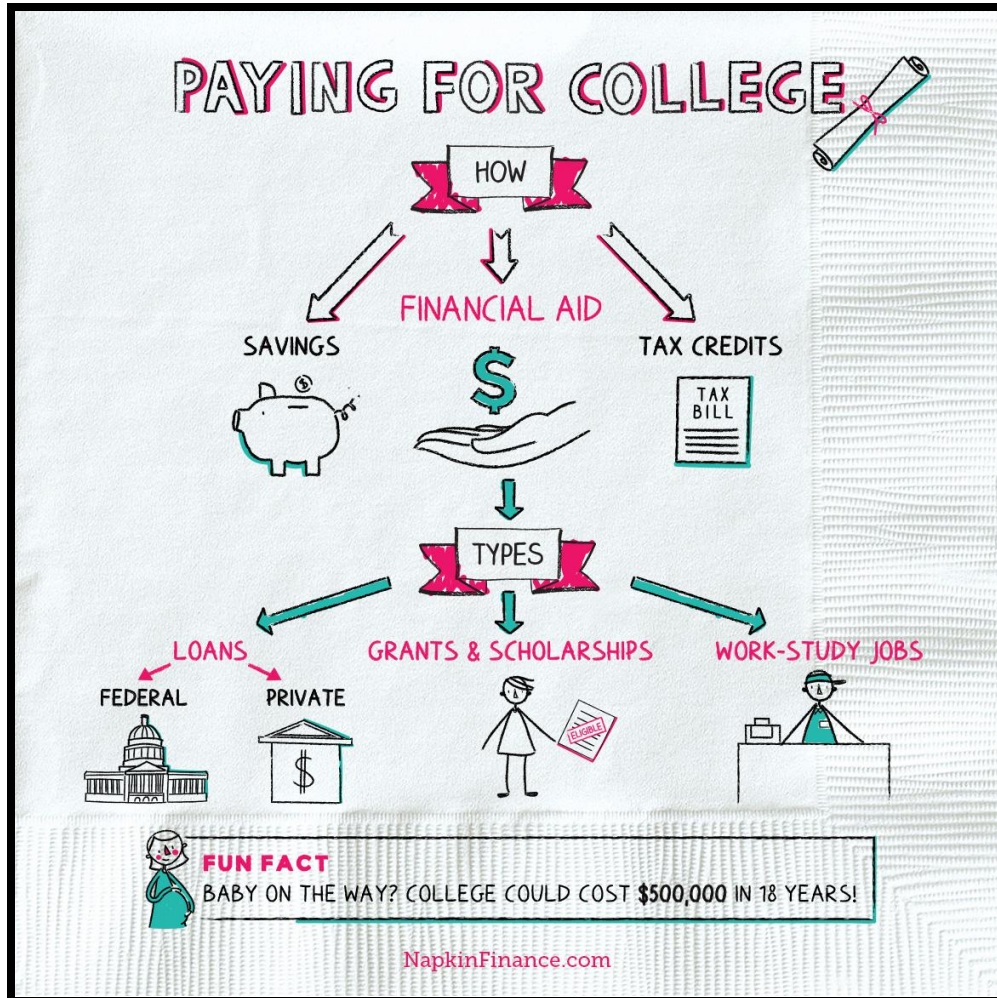 PAYING FOR COLLEGE
HOW
FINANCIAL AID
SAVINGS
TAX CREDITS
$
$
TAX
BILL
TYPES
LOANS
GRANTS & SCHOLARSHIPS
WORK-STUDY JOBS
FEDERAL
PRIVATE
$
ELIGIBLE
FUN FACT
BABY ON THE WAY? COLLEGE COULD COST $500,000 IN 18 YEARS!
NapkinFinance.com